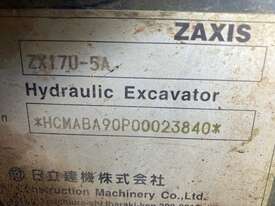 ZAXIS
ZX17U-5A
Hydraulic Excavator
n *HCMABA90P00023840*
日立建機株式会社
Construction Machinery Co., Ltd.